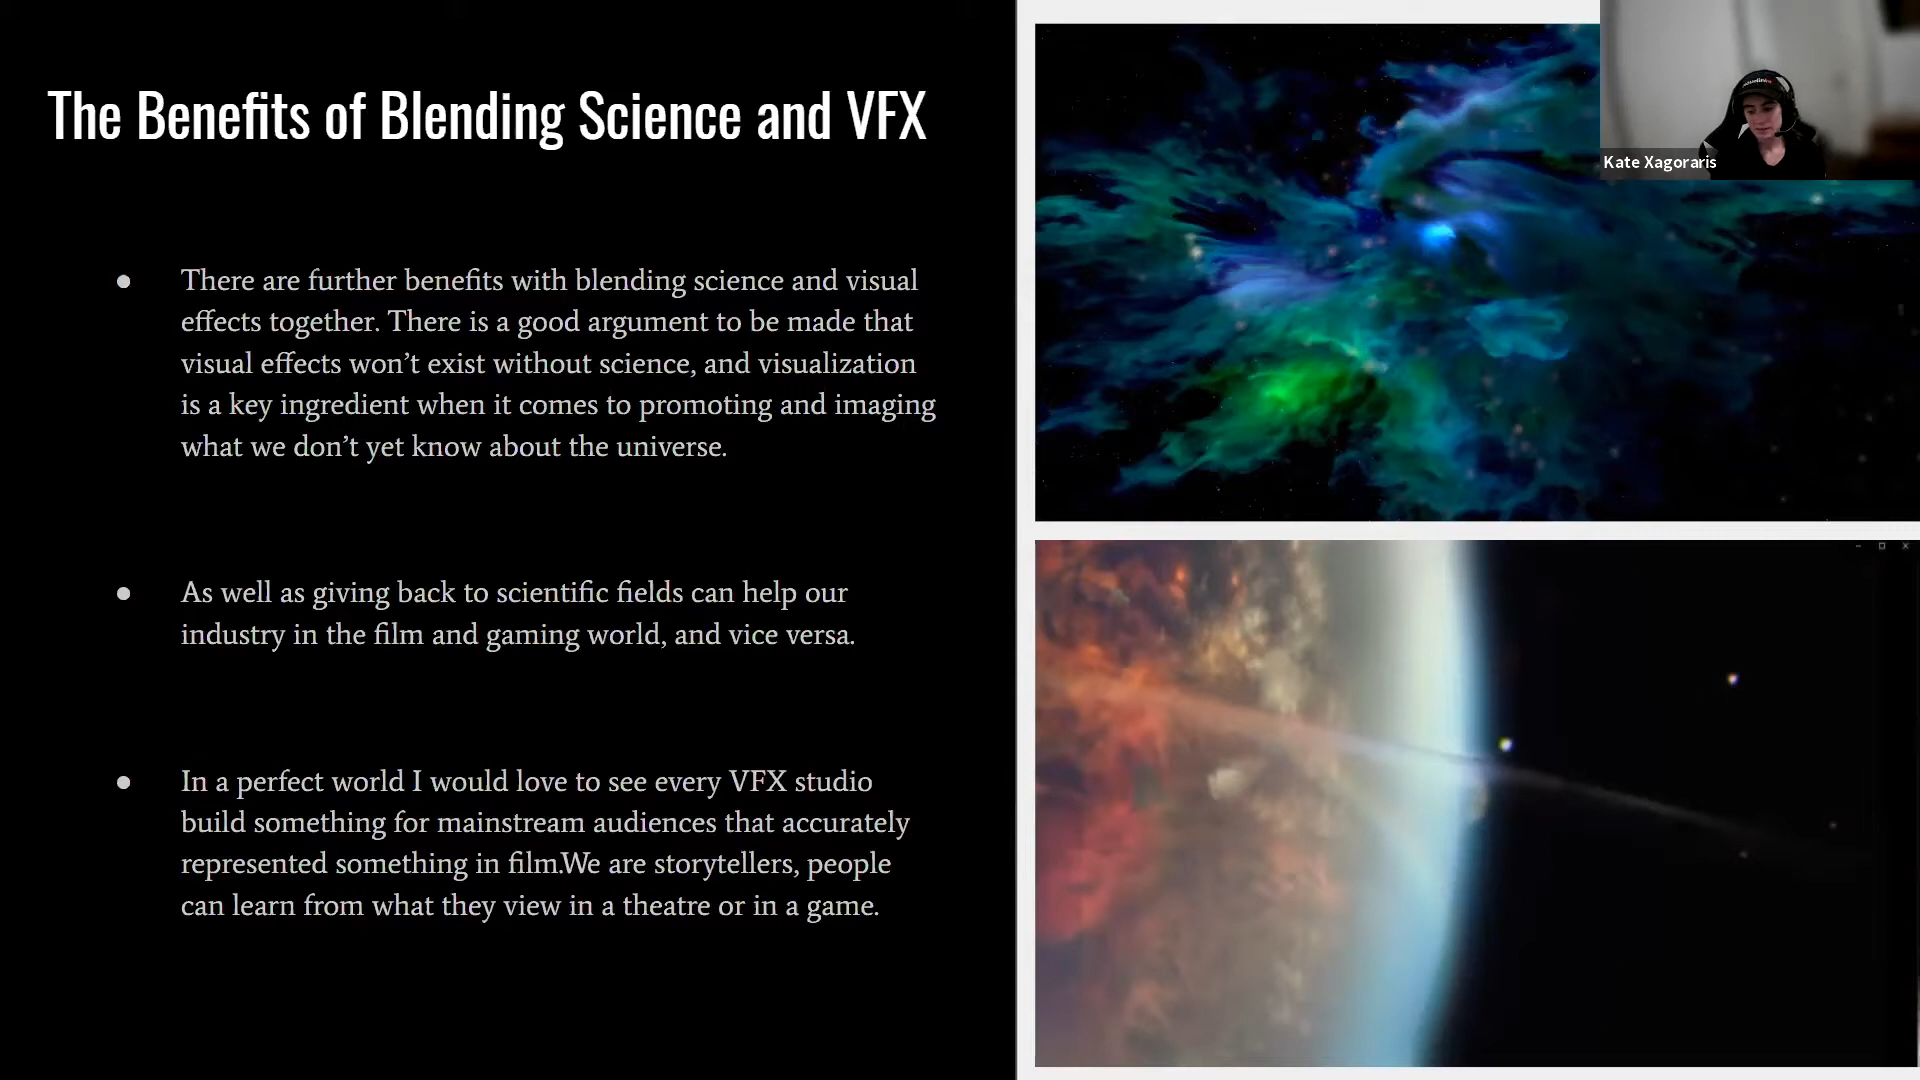 The Benefits of Blending Science and VFX
● There are further benefits with blending science and visual
effects together. There is a good argument to be made that
visual effects won’t exist without science, and visualization
is a key ingredient when it comes to promoting and imaging
what we don’t yet know about the universe.
● As well as giving back to scientific fields can help our
industry in the film and gaming world, and vice versa.
● In a perfect world I would love to see every VFX studio
build something for mainstream audiences that accurately
represented something in film.We are storytellers, people
can learn from what they view in a theatre or in a game.
Kate Xagoraris